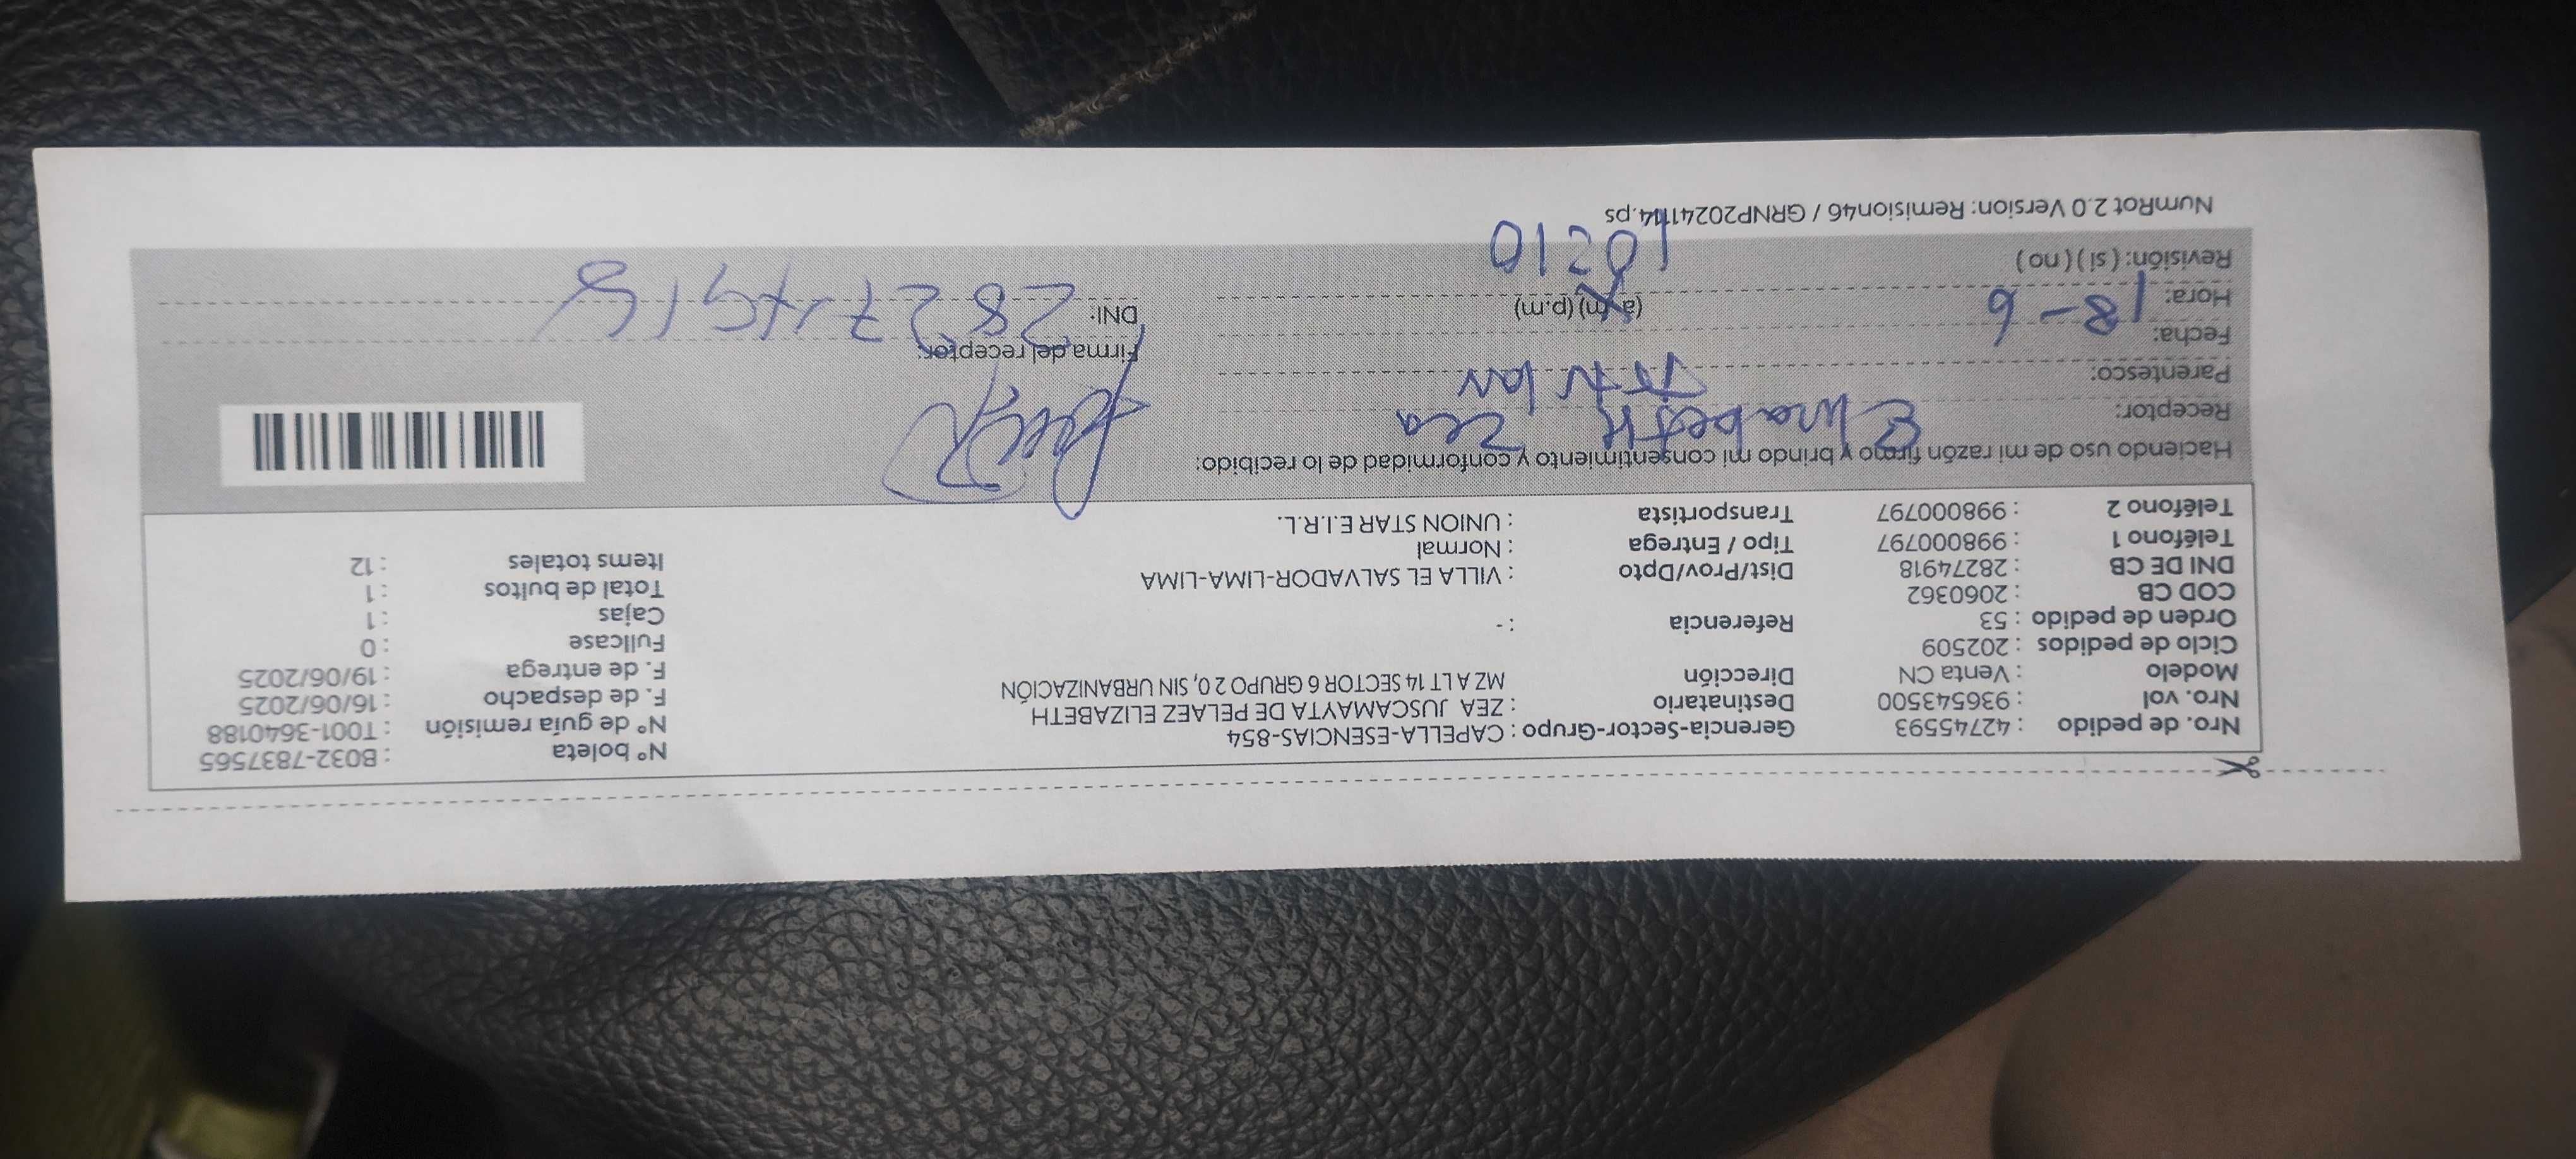 Nro. de pedido : 42745593 Gerencia-Sector-Grupo : CAPELLA-ESENCIAS-854 N° boleta : B032-7837565
Nro. vol : 936543500 Destinatario : ZEA JUSCAMAYTA DE PELAEZ ELIZABETH N° de guía remisión : T001-3640188
Modelo : Venta CN Dirección MZ A LT 14 SECTOR 6 GRUPO 2 0, SIN URBANIZACIÓN F. de despacho : 16/06/2025
Ciclo de pedidos : 202509 F. de entrega : 19/06/2025
Orden de pedido : 53 Referencia : - Fullcase : 0
COD CB : 2060362 Cajas : 1
DNI DE CB : 28274918 Dist/Prov/Dpto : VILLA EL SALVADOR-LIMA-LIMA Total de bultos : 1
Teléfono 1 : 998000797 Tipo / Entrega : Normal Items totales : 12
Teléfono 2 : 998000797 Transportista : UNION STAR E.I.R.L.
Haciendo uso de mi razón firmo y brindo mi consentimiento y conformidad de lo recibido:
Receptor: Elizabeth Zea
Parentesco: Titular
Fecha: 18-6 Firma del receptor:
Hora: (a.m) (p.m) 10:10 DNI: 28274918
Revisión: ( si ) ( no )
NumRot 2.0 Version: Remision46 / GRNP20241114.ps